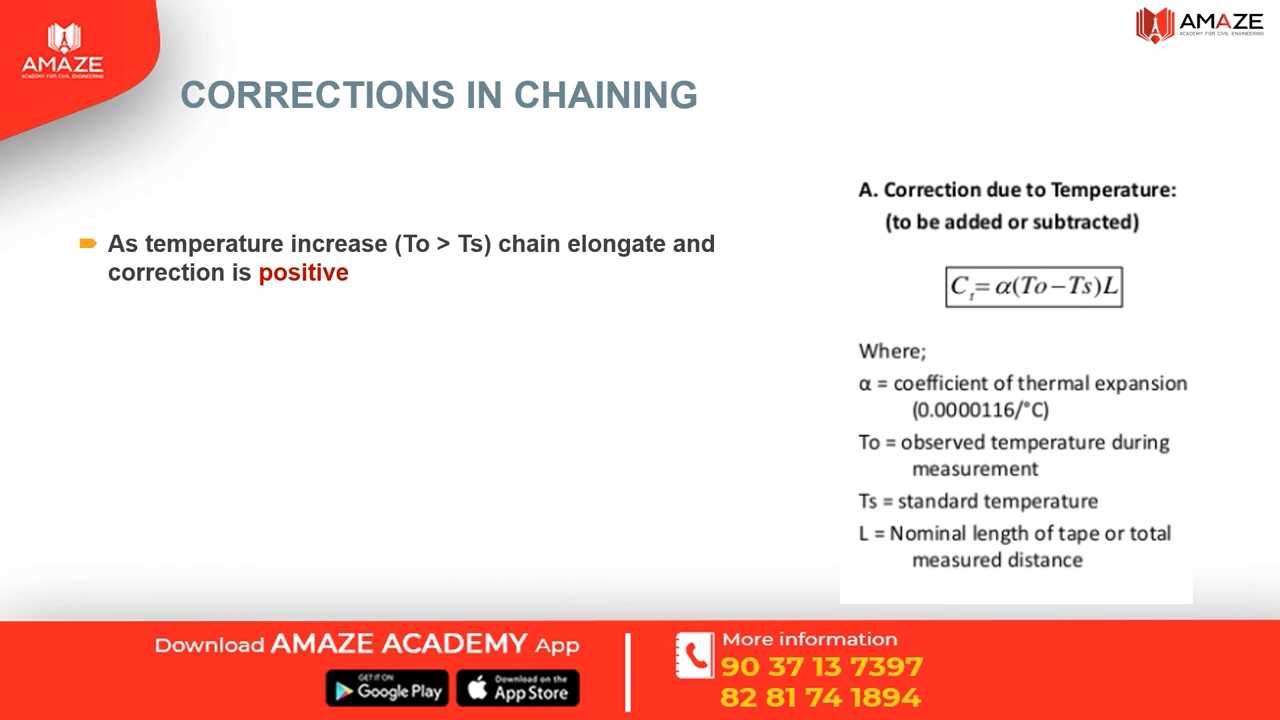 AMAZE
ACADEMY FOR CIVIL ENGINEERING
AMAZE
ACADEMY FOR CIVIL ENGINEERING
CORRECTIONS IN CHAINING
As temperature increase (To > Ts) chain elongate and
correction is positive
A. Correction due to Temperature:
(to be added or subtracted)
C_t = α(To – Ts)L
Where;
α = coefficient of thermal expansion
(0.0000116/°C)
To = observed temperature during
measurement
Ts = standard temperature
L = Nominal length of tape or total
measured distance
Download AMAZE ACADEMY App
GET IT ON
Google Play
Download on the
App Store
More information
90 37 13 7397
82 81 74 1894